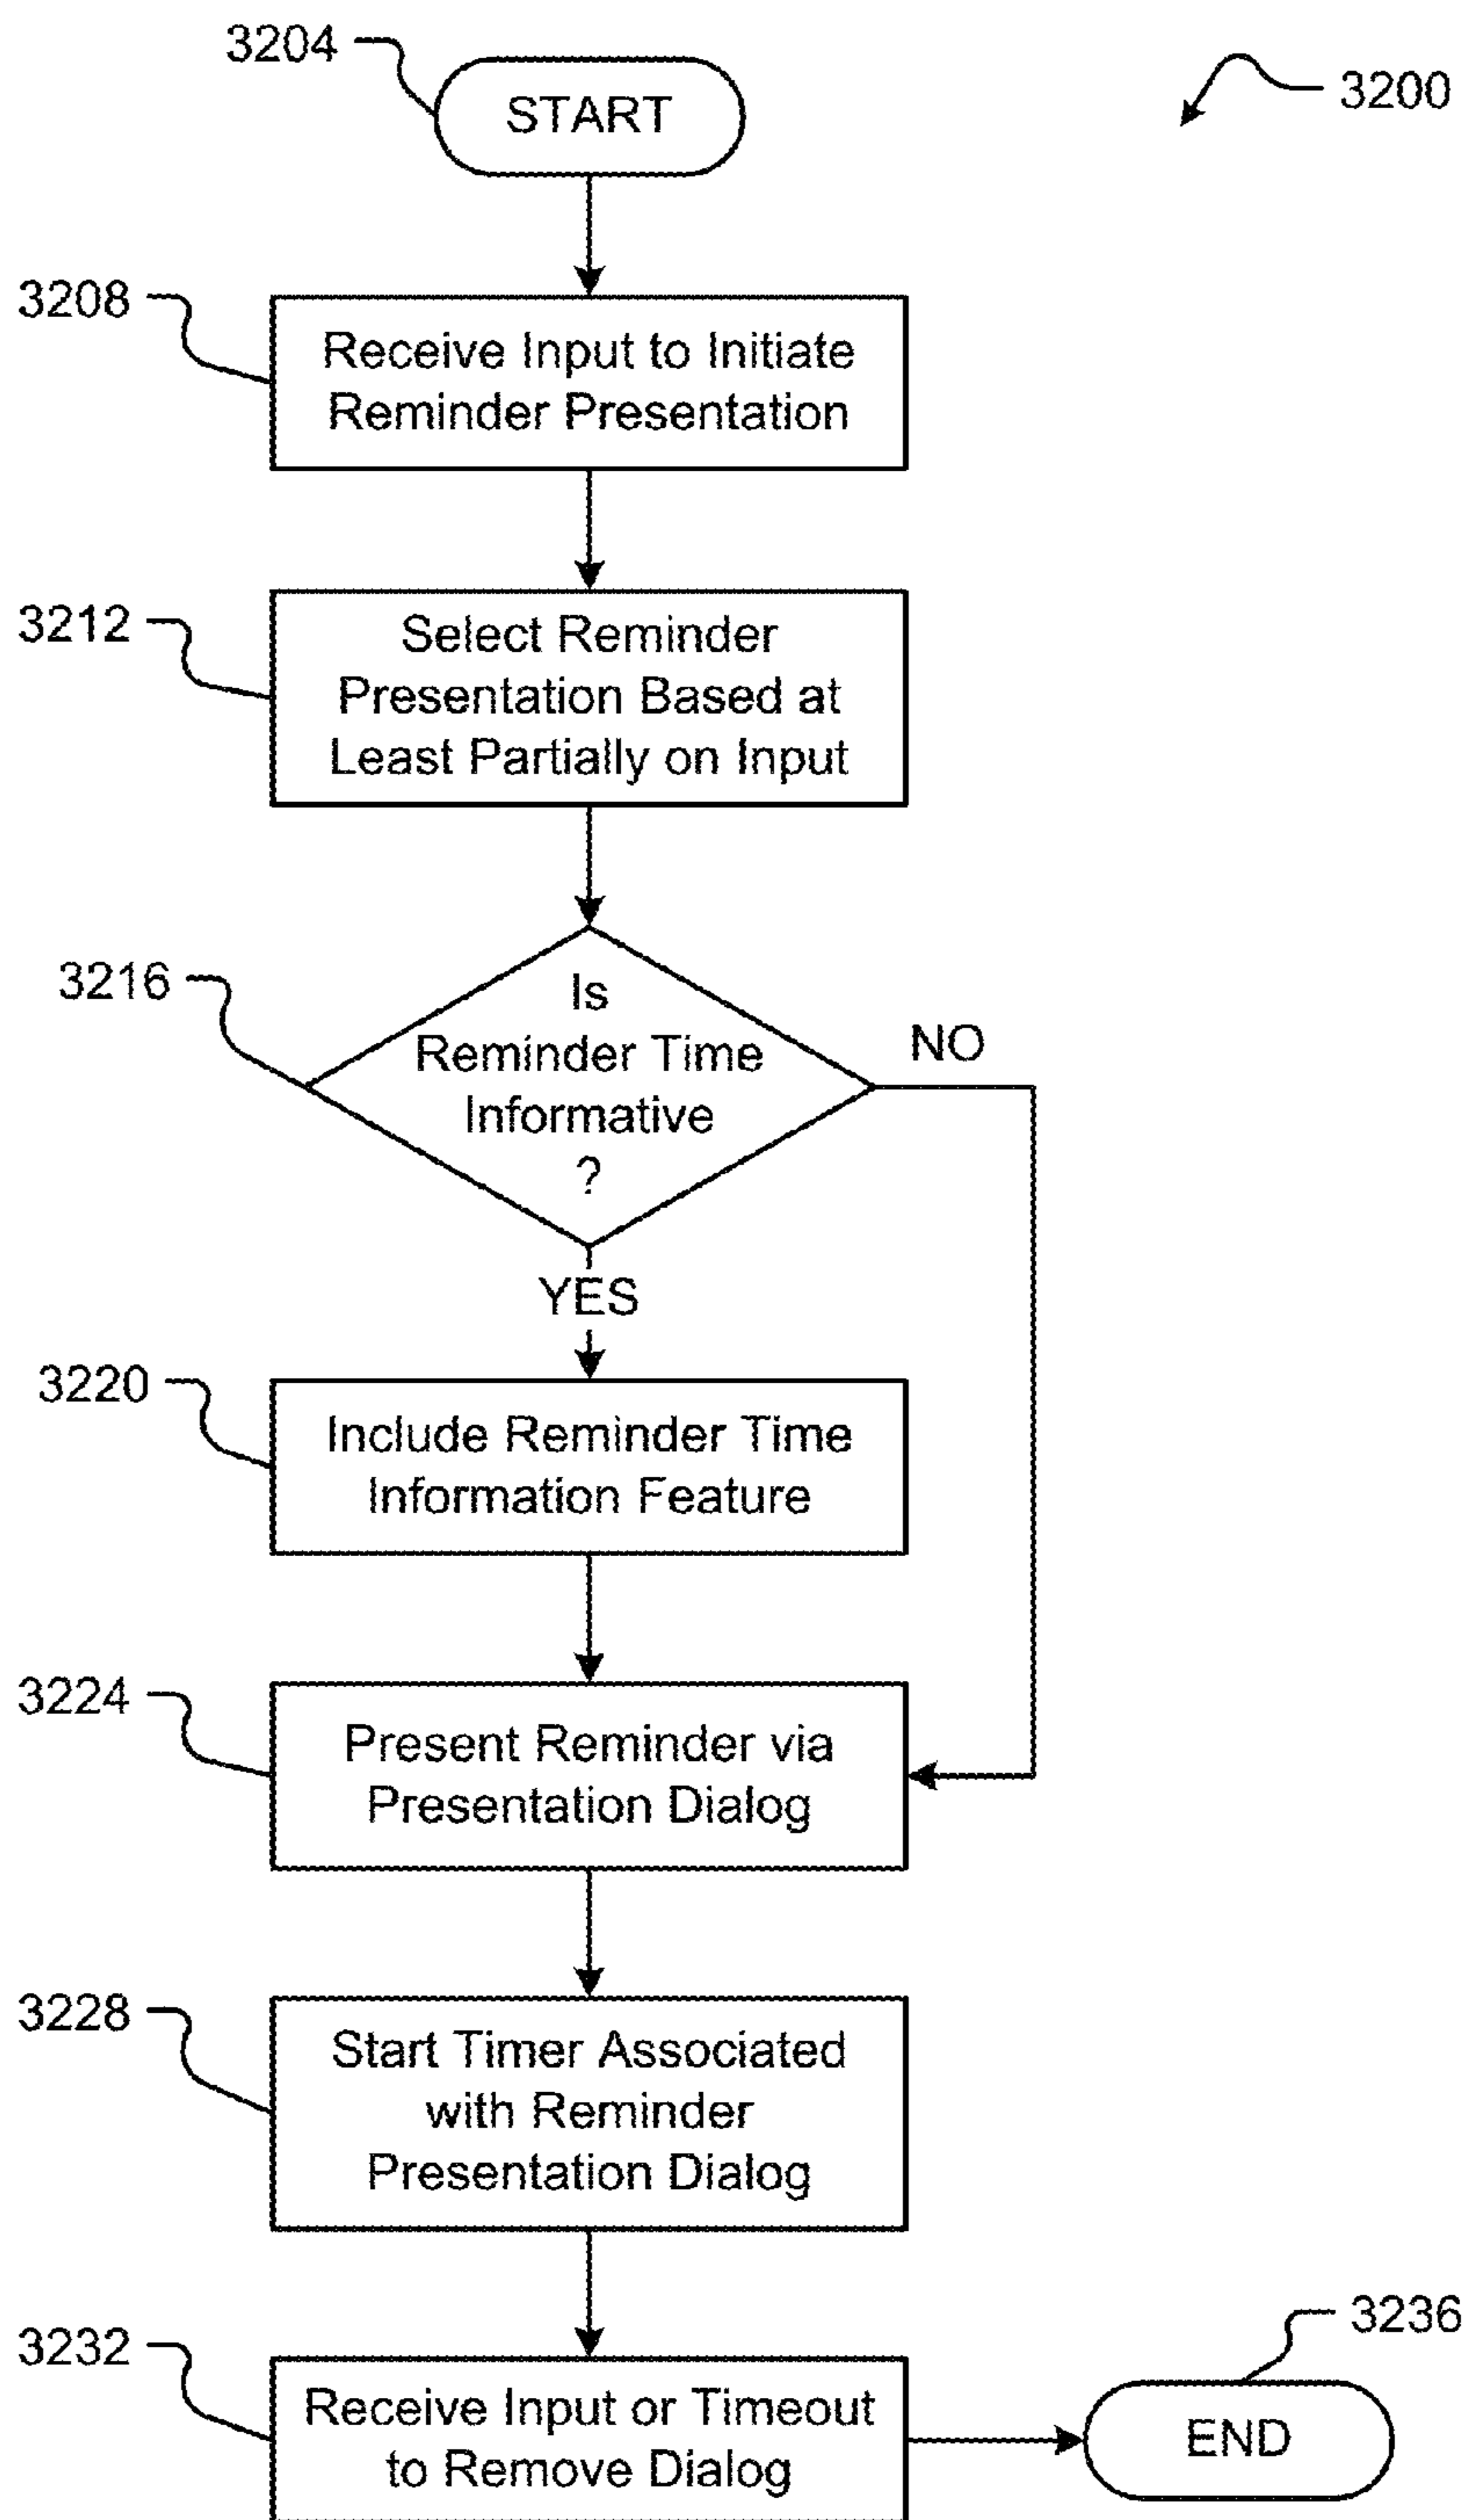 3204
START
3200
3208
Receive Input to Initiate
Reminder Presentation
3212
Select Reminder
Presentation Based at
Least Partially on Input
3216
Is
Reminder Time
Informative
?
NO
YES
3220
Include Reminder Time
Information Feature
3224
Present Reminder via
Presentation Dialog
3228
Start Timer Associated
with Reminder
Presentation Dialog
3232
Receive Input or Timeout
to Remove Dialog
3236
END